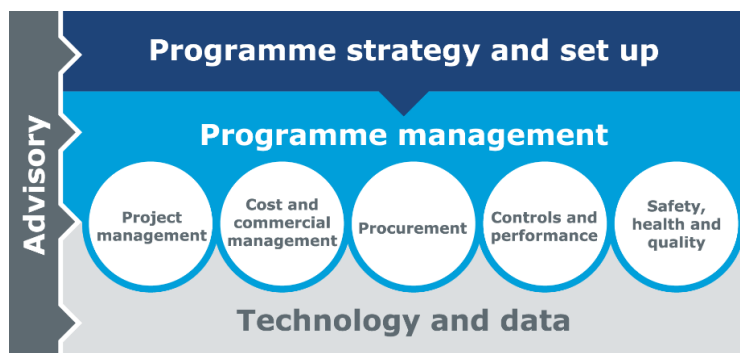 Advisory
Programme strategy and set up
Programme management
Project
management
Cost and
commercial
management
Procurement
Controls and
performance
Safety,
health and
quality
Technology and data